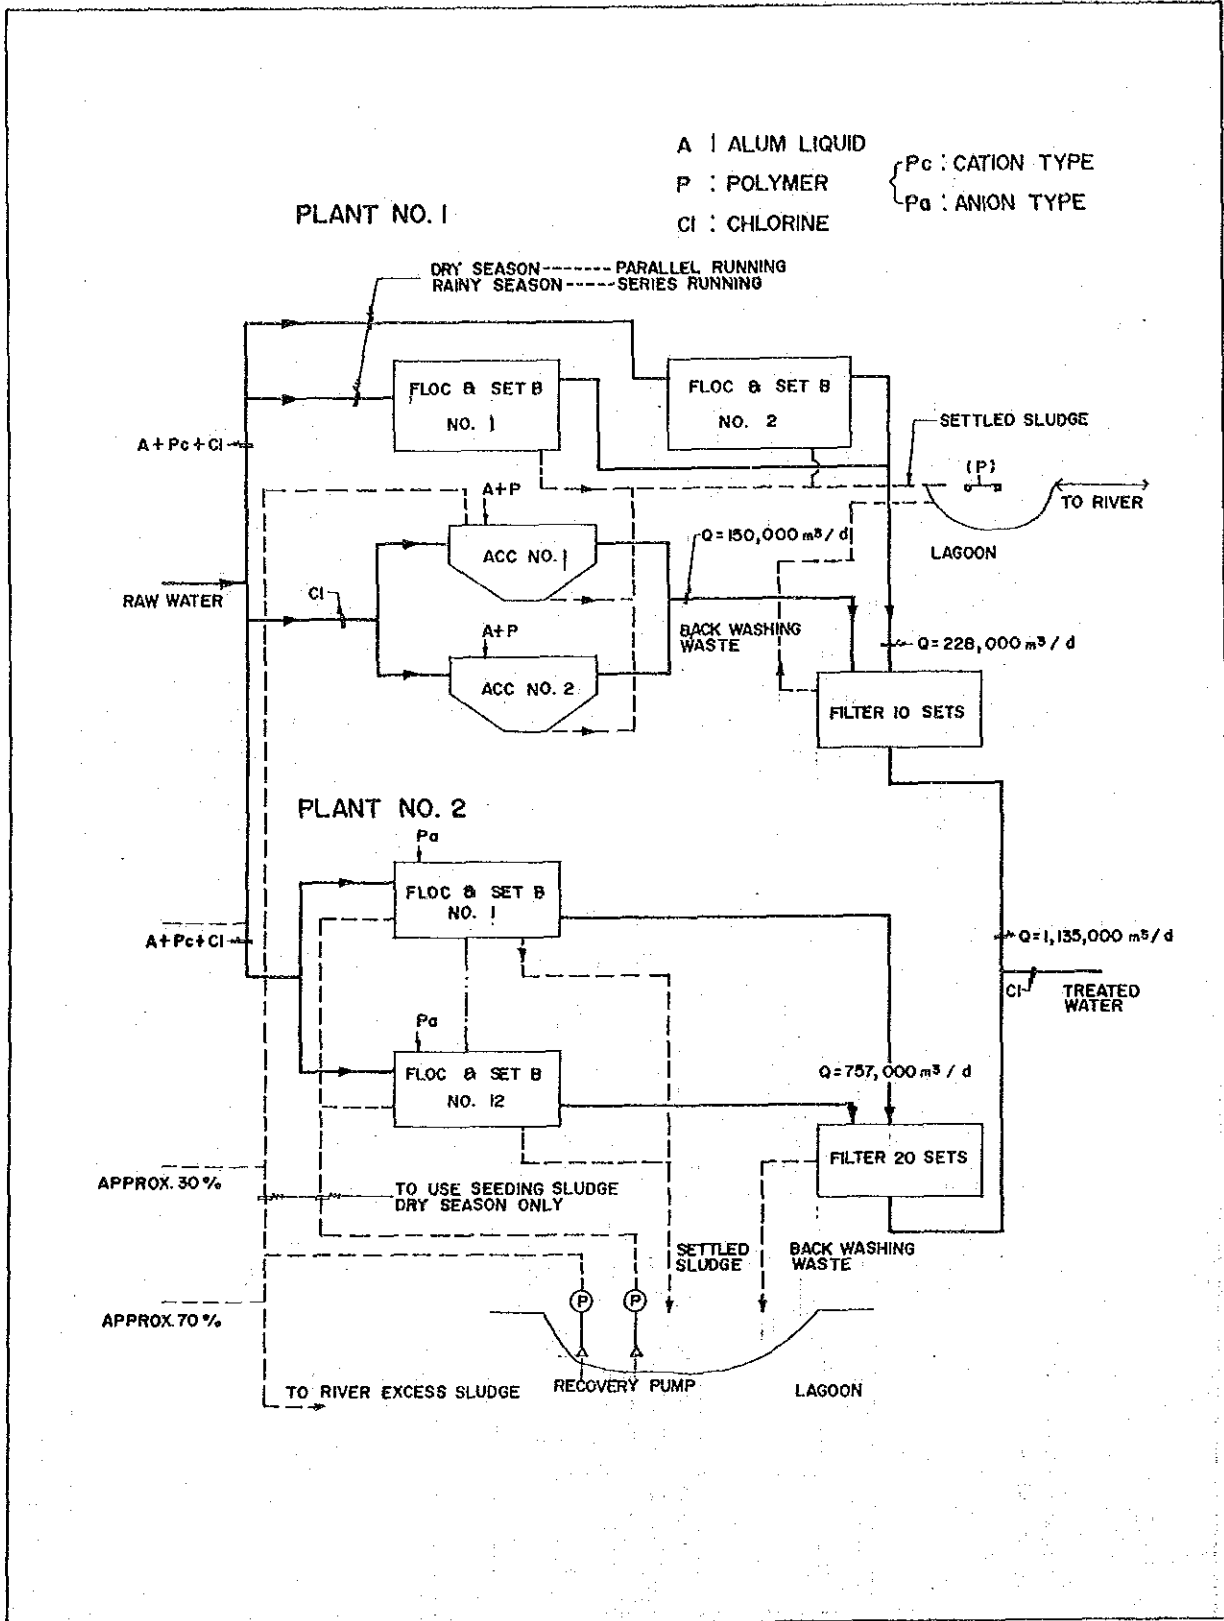 A : ALUM LIQUID
P : POLYMER
Cl : CHLORINE
Pc : CATION TYPE
Pa : ANION TYPE
PLANT NO. 1
DRY SEASON-------PARALLEL RUNNING
RAINY SEASON-----SERIES RUNNING
FLOC & SET B
NO. 1
FLOC & SET B
NO. 2
A+Pc+Cl
SETTLED SLUDGE
(P)
TO RIVER
LAGOON
A+P
ACC NO. 1
Q=150,000 m³/d
RAW WATER
Cl
A+P
ACC NO. 2
BACK WASHING
WASTE
Q=228,000 m³/d
FILTER 10 SETS
PLANT NO. 2
Pa
FLOC & SET B
NO. 1
A+Pc+Cl
Q=1,135,000 m³/d
Cl
TREATED
WATER
Pa
FLOC & SET B
NO. 12
Q=757,000 m³/d
FILTER 20 SETS
APPROX. 30 %
TO USE SEEDING SLUDGE
DRY SEASON ONLY
SETTLED
SLUDGE
BACK WASHING
WASTE
P
P
APPROX. 70 %
TO RIVER EXCESS SLUDGE
RECOVERY PUMP
LAGOON